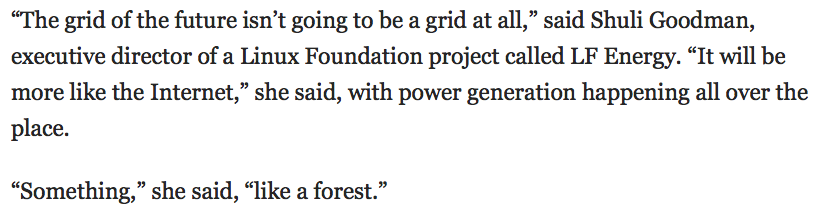 “The grid of the future isn’t going to be a grid at all,” said Shuli Goodman,
executive director of a Linux Foundation project called LF Energy. “It will be
more like the Internet,” she said, with power generation happening all over the
place.
“Something,” she said, “like a forest.”